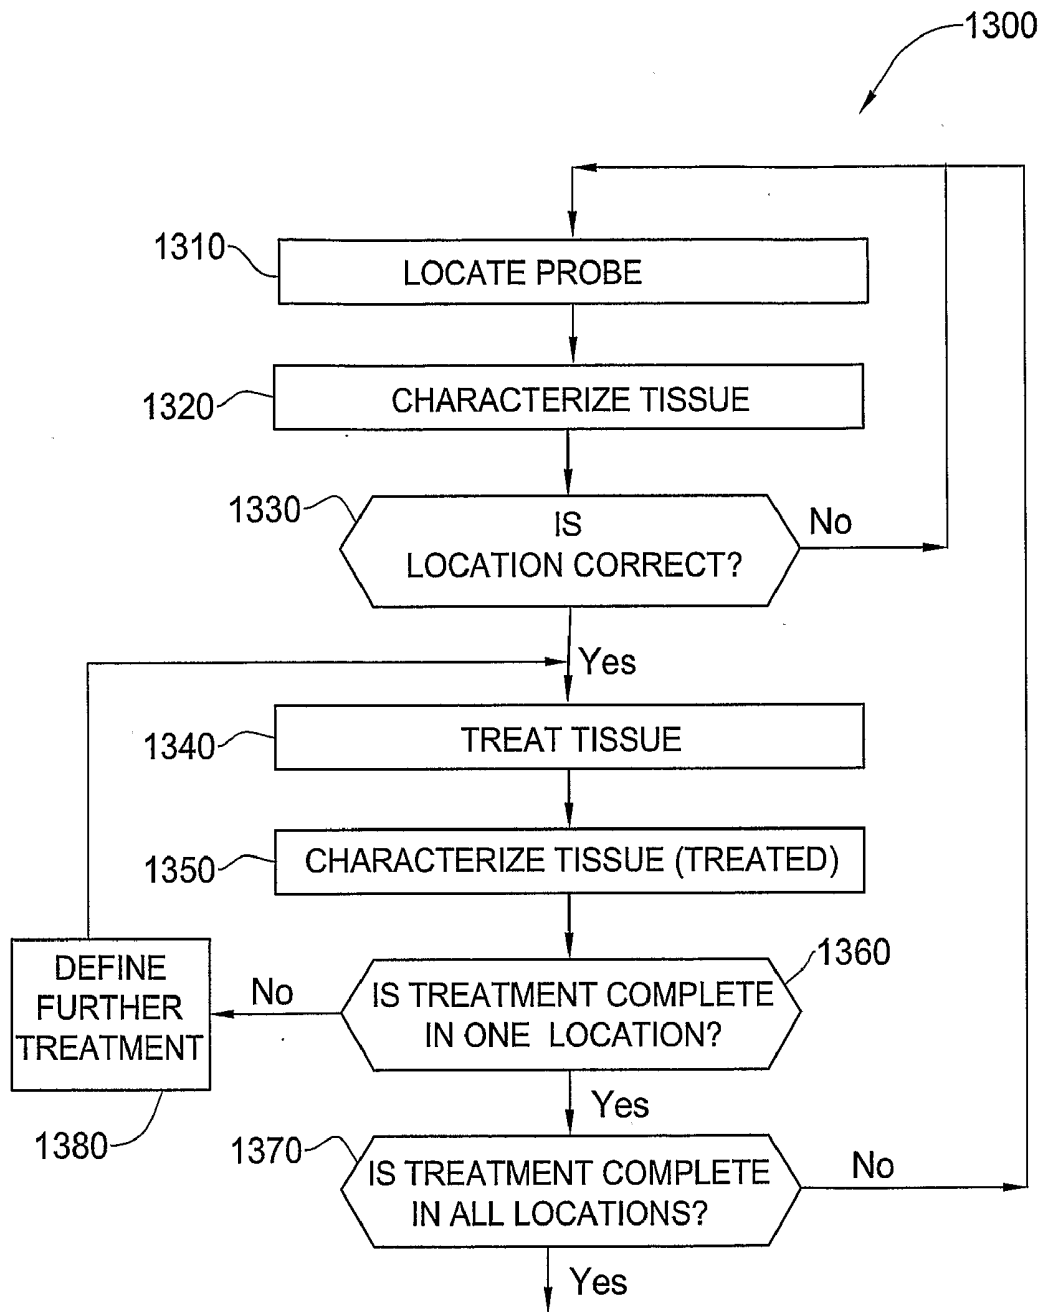 1300
1310
LOCATE PROBE
1320
CHARACTERIZE TISSUE
1330
IS
LOCATION CORRECT?
No
Yes
1340
TREAT TISSUE
1350
CHARACTERIZE TISSUE (TREATED)
1360
IS TREATMENT COMPLETE
IN ONE LOCATION?
No
DEFINE
FURTHER
TREATMENT
1380
Yes
1370
IS TREATMENT COMPLETE
IN ALL LOCATIONS?
No
Yes